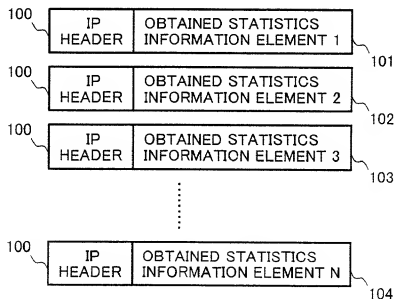 100
IP HEADER
OBTAINED STATISTICS INFORMATION ELEMENT 1
101
100
IP HEADER
OBTAINED STATISTICS INFORMATION ELEMENT 2
102
100
IP HEADER
OBTAINED STATISTICS INFORMATION ELEMENT 3
103
100
IP HEADER
OBTAINED STATISTICS INFORMATION ELEMENT N
104